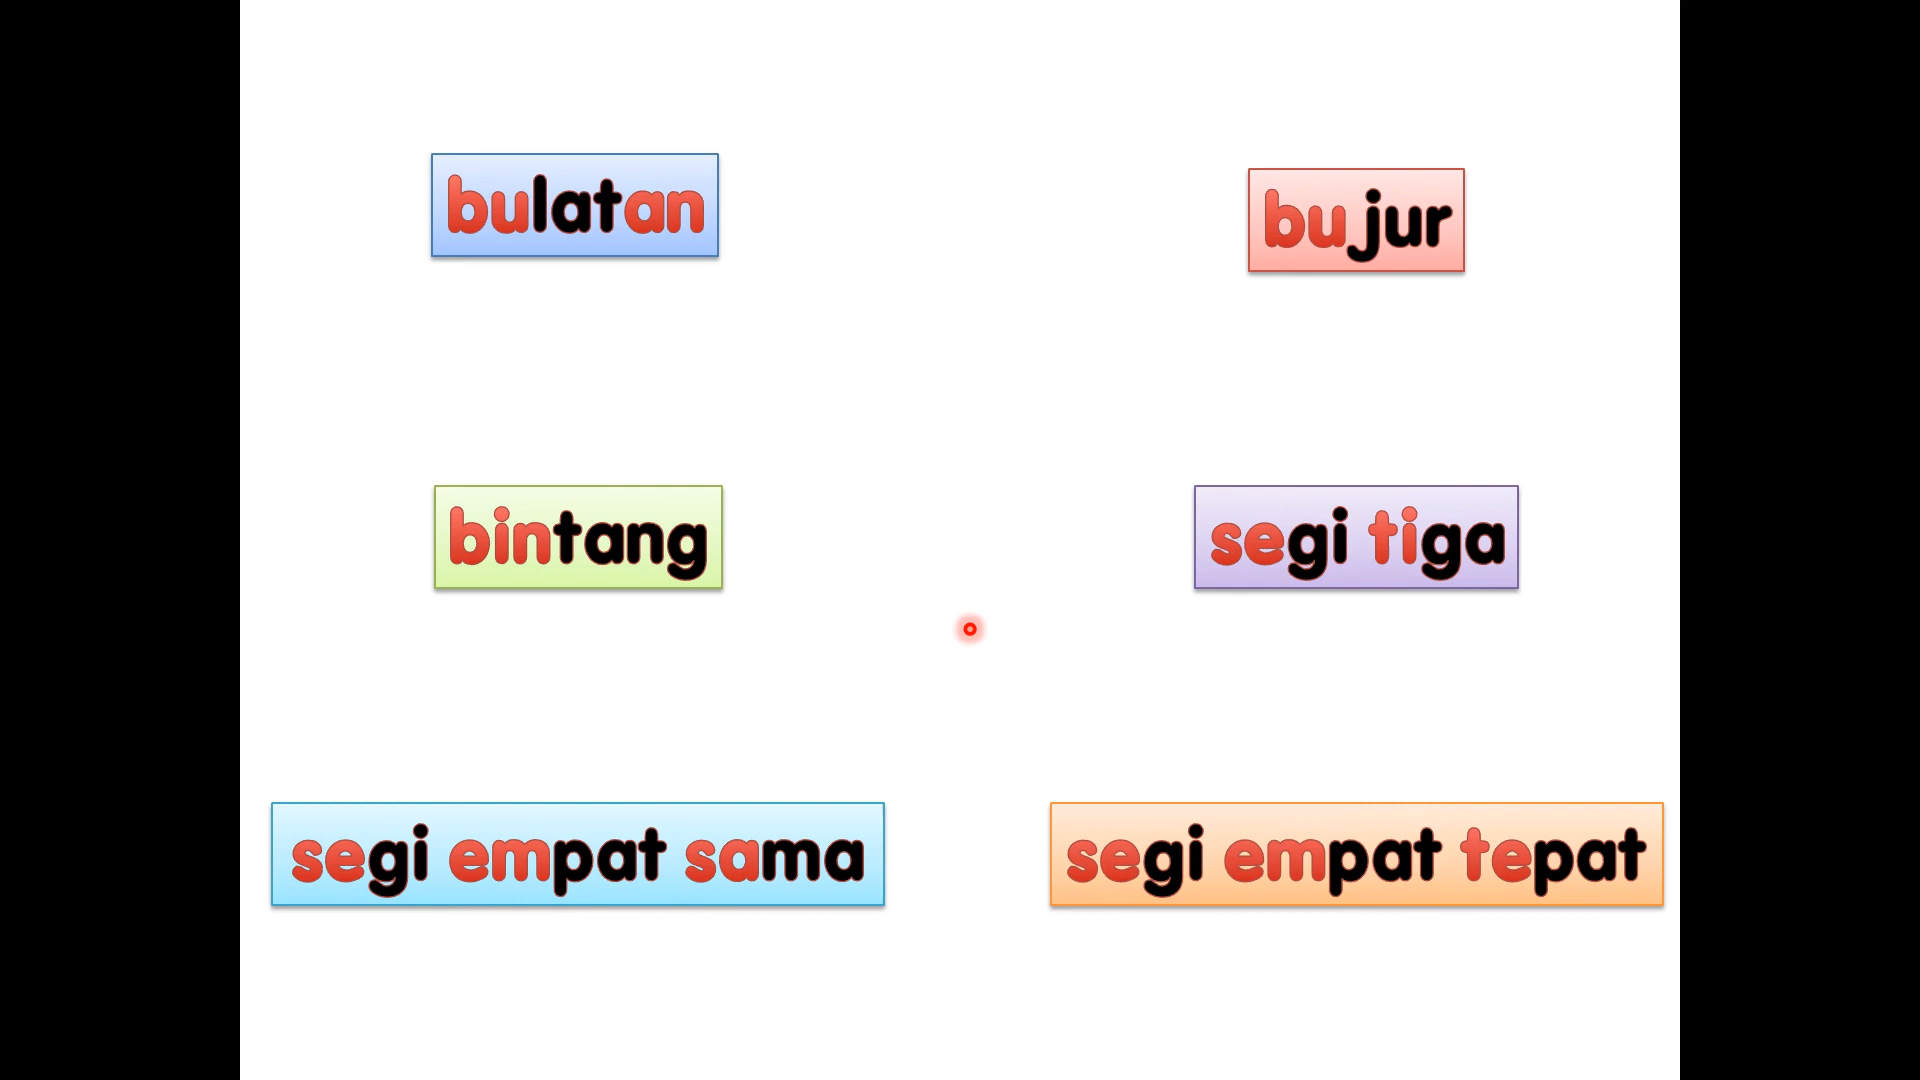 bulatan
bujur
bintang
segi tiga
segi empat sama
segi empat tepat